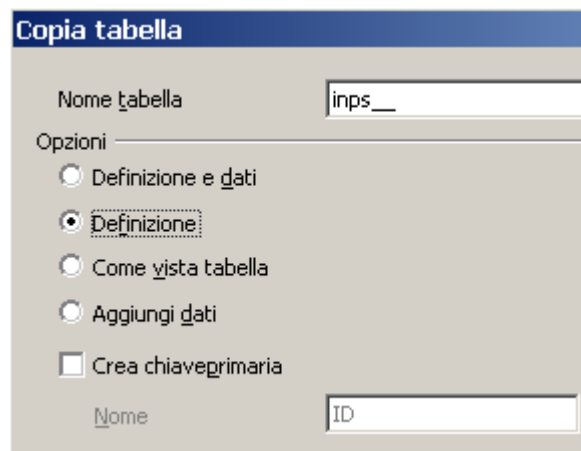 Copia tabella
Nome tabella inps__
Opzioni
Definizione e dati
Definizione
Come vista tabella
Aggiungi dati
Crea chiaveprimaria
Nome ID